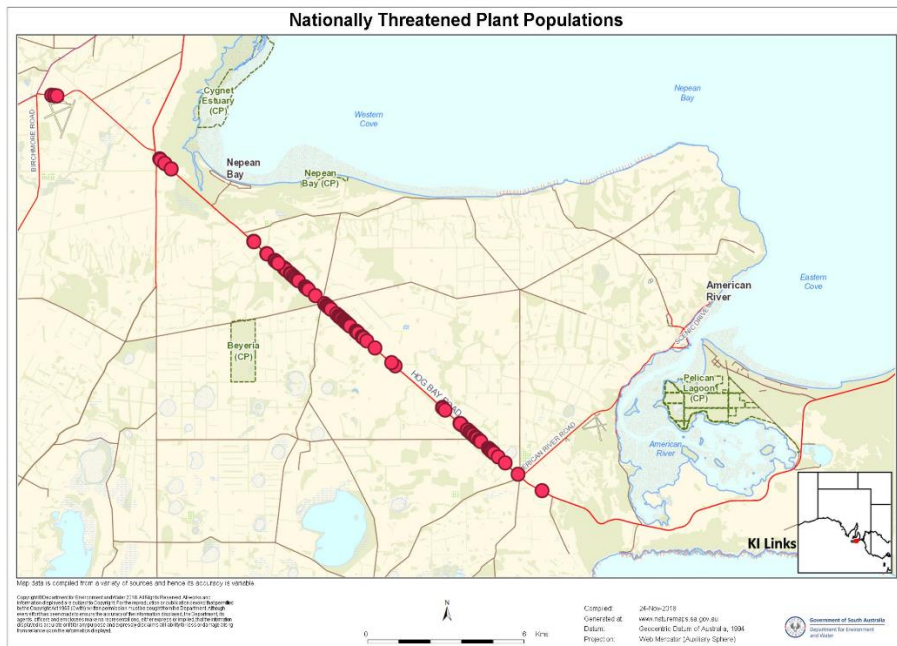 Nationally Threatened Plant Populations
Cygnet
Estuary (CP)
Western
Cove
Nepean
Bay
BIRCHMORE ROAD
Nepean
Bay
Nepean
Bay (CP)
American
River
Eastern
Cove
SCENIC DRIVE
Beyeria
(CP)
HOG BAY ROAD
Pelican
Lagoon
(CP)
American
River
KI Links
Map data is compiled from a variety of sources and hence its accuracy is variable.
N
0
6
Kms
Compiled: 24-Nov-2018
Generated at: www.naturemaps.sa.gov.au
Datum: Geocentric Datum of Australia, 1994
Projection: Web Mercator (Auxiliary Sphere)
Government of South Australia
Department for Environment
and Water